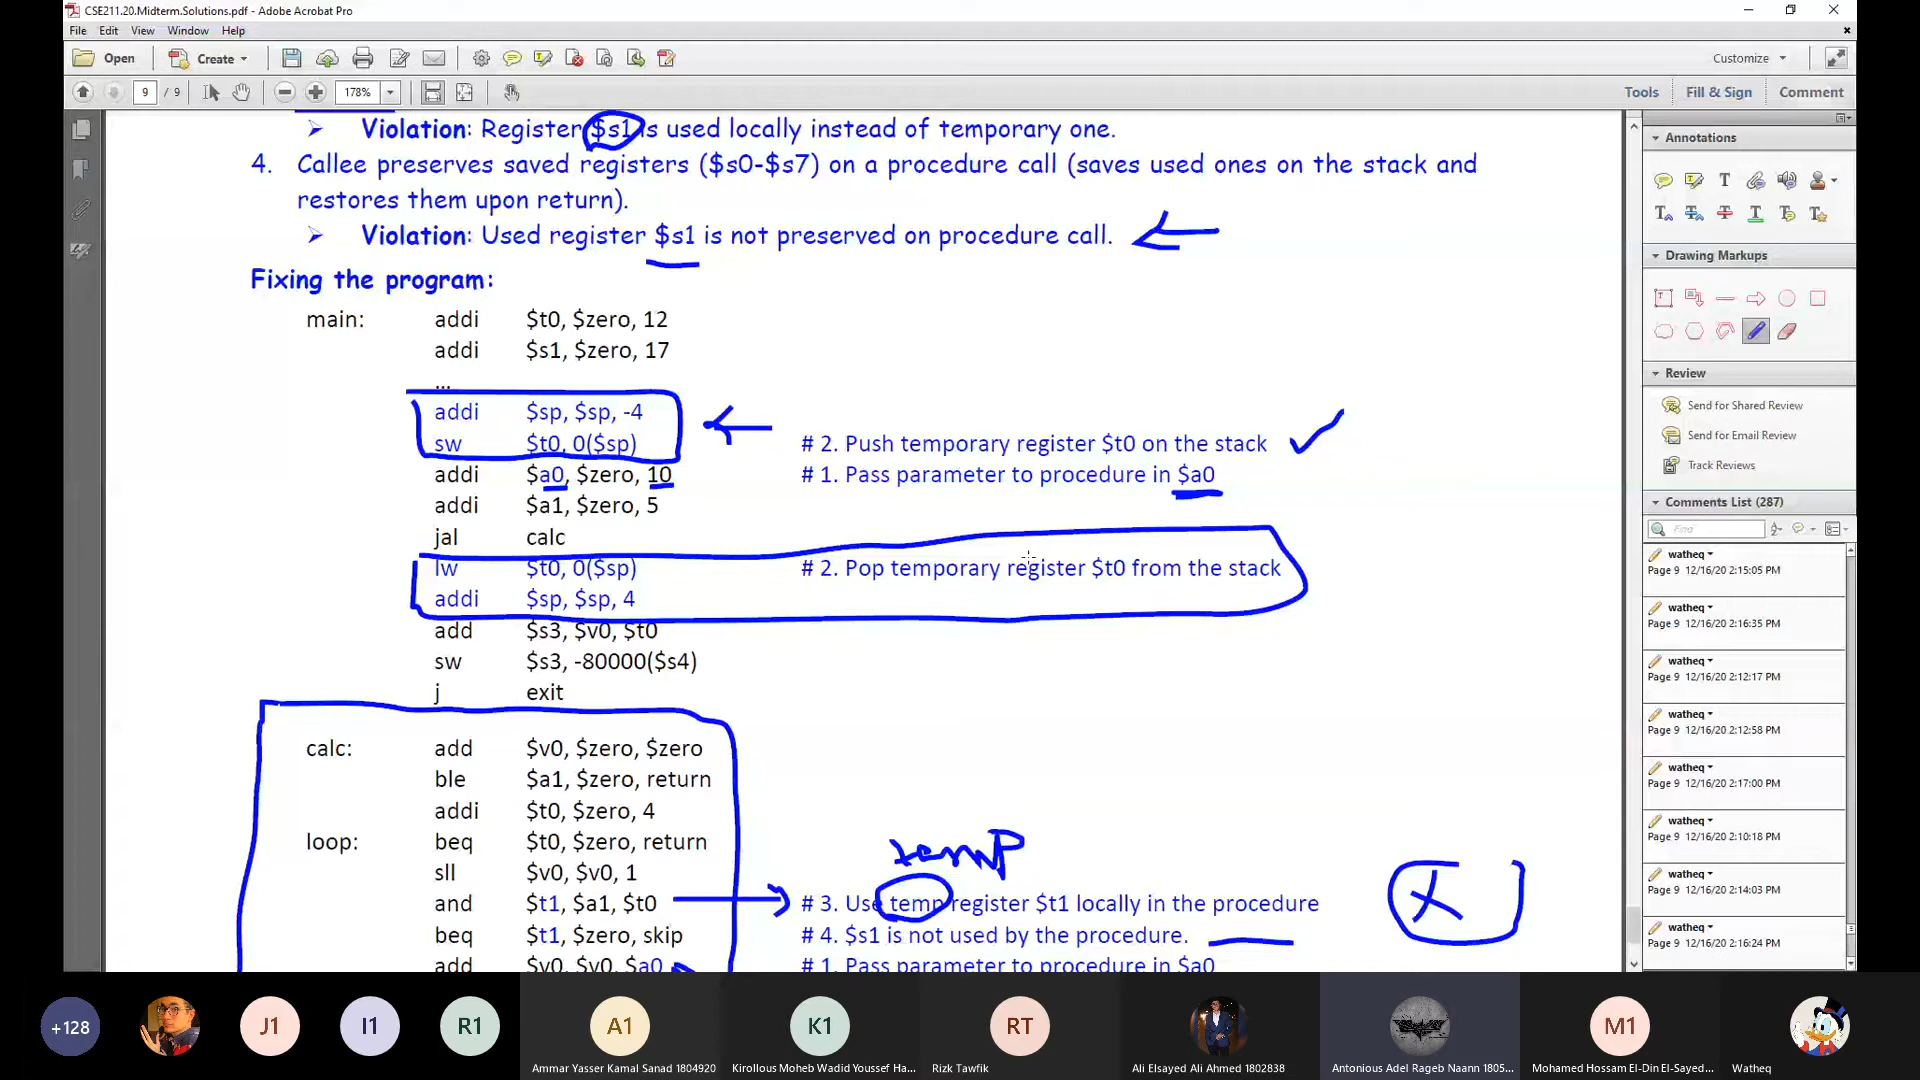 CSE211.20.Midterm.Solutions.pdf - Adobe Acrobat Pro
File Edit View Window Help
Open Create Customize
9 / 9 178% Tools Fill & Sign Comment
Violation: Register $s1 is used locally instead of temporary one.
4. Callee preserves saved registers ($s0-$s7) on a procedure call (saves used ones on the stack and
restores them upon return).
Violation: Used register $s1 is not preserved on procedure call.
Fixing the program:
main: addi $t0, $zero, 12
addi $s1, $zero, 17
...
addi $sp, $sp, -4
sw $t0, 0($sp) # 2. Push temporary register $t0 on the stack
addi $a0, $zero, 10 # 1. Pass parameter to procedure in $a0
addi $a1, $zero, 5
jal calc
lw $t0, 0($sp) # 2. Pop temporary register $t0 from the stack
addi $sp, $sp, 4
add $s3, $v0, $t0
sw $s3, -80000($s4)
j exit
calc: add $v0, $zero, $zero
ble $a1, $zero, return
addi $t0, $zero, 4
loop: beq $t0, $zero, return
temp
sll $v0, $v0, 1
and $t1, $a1, $t0 # 3. Use temp register $t1 locally in the procedure
beq $t1, $zero, skip # 4. $s1 is not used by the procedure.
add $v0, $v0, $a0 # 1. Pass parameter to procedure in $a0
Annotations
Drawing Markups
Review
Send for Shared Review
Send for Email Review
Track Reviews
Comments List (287)
Find
watheq
Page 9 12/16/20 2:15:05 PM
watheq
Page 9 12/16/20 2:16:35 PM
watheq
Page 9 12/16/20 2:12:17 PM
watheq
Page 9 12/16/20 2:12:58 PM
watheq
Page 9 12/16/20 2:17:00 PM
watheq
Page 9 12/16/20 2:10:18 PM
watheq
Page 9 12/16/20 2:14:03 PM
watheq
Page 9 12/16/20 2:16:24 PM
+128 J1 I1 R1 A1 K1 RT M1
Ammar Yasser Kamal Sanad 1804920 Kirollous Moheb Wadid Youssef Ha... Rizk Tawfik Ali Elsayed Ali Ahmed 1802838 Antonious Adel Rageb Naann 1805... Mohamed Hossam El-Din El-Sayed... Watheq